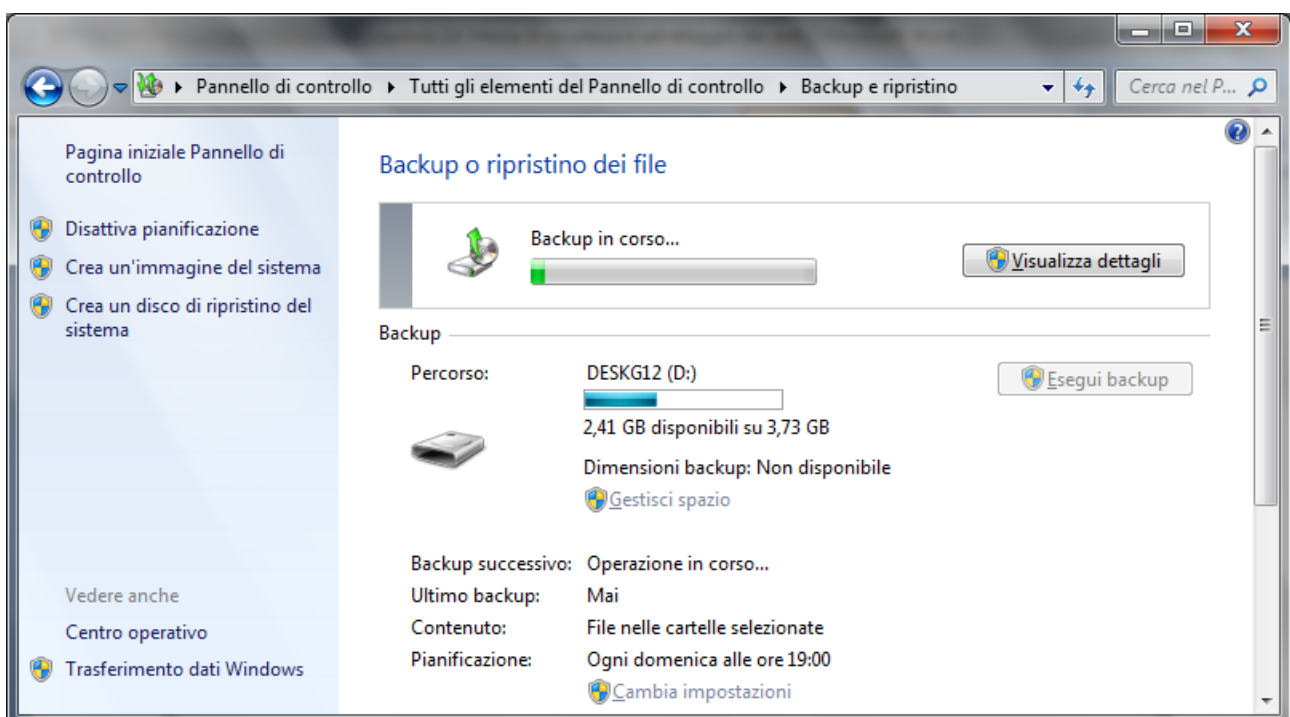 Pannello di controllo ▸ Tutti gli elementi del Pannello di controllo ▸ Backup e ripristino
Cerca nel P...
Pagina iniziale Pannello di
controllo
Disattiva pianificazione
Crea un'immagine del sistema
Crea un disco di ripristino del
sistema
Vedere anche
Centro operativo
Trasferimento dati Windows
Backup o ripristino dei file
Backup in corso...
Visualizza dettagli
Backup
Percorso:
DESKG12 (D:)
Esegui backup
2,41 GB disponibili su 3,73 GB
Dimensioni backup: Non disponibile
Gestisci spazio
Backup successivo: Operazione in corso...
Ultimo backup: Mai
Contenuto: File nelle cartelle selezionate
Pianificazione: Ogni domenica alle ore 19:00
Cambia impostazioni